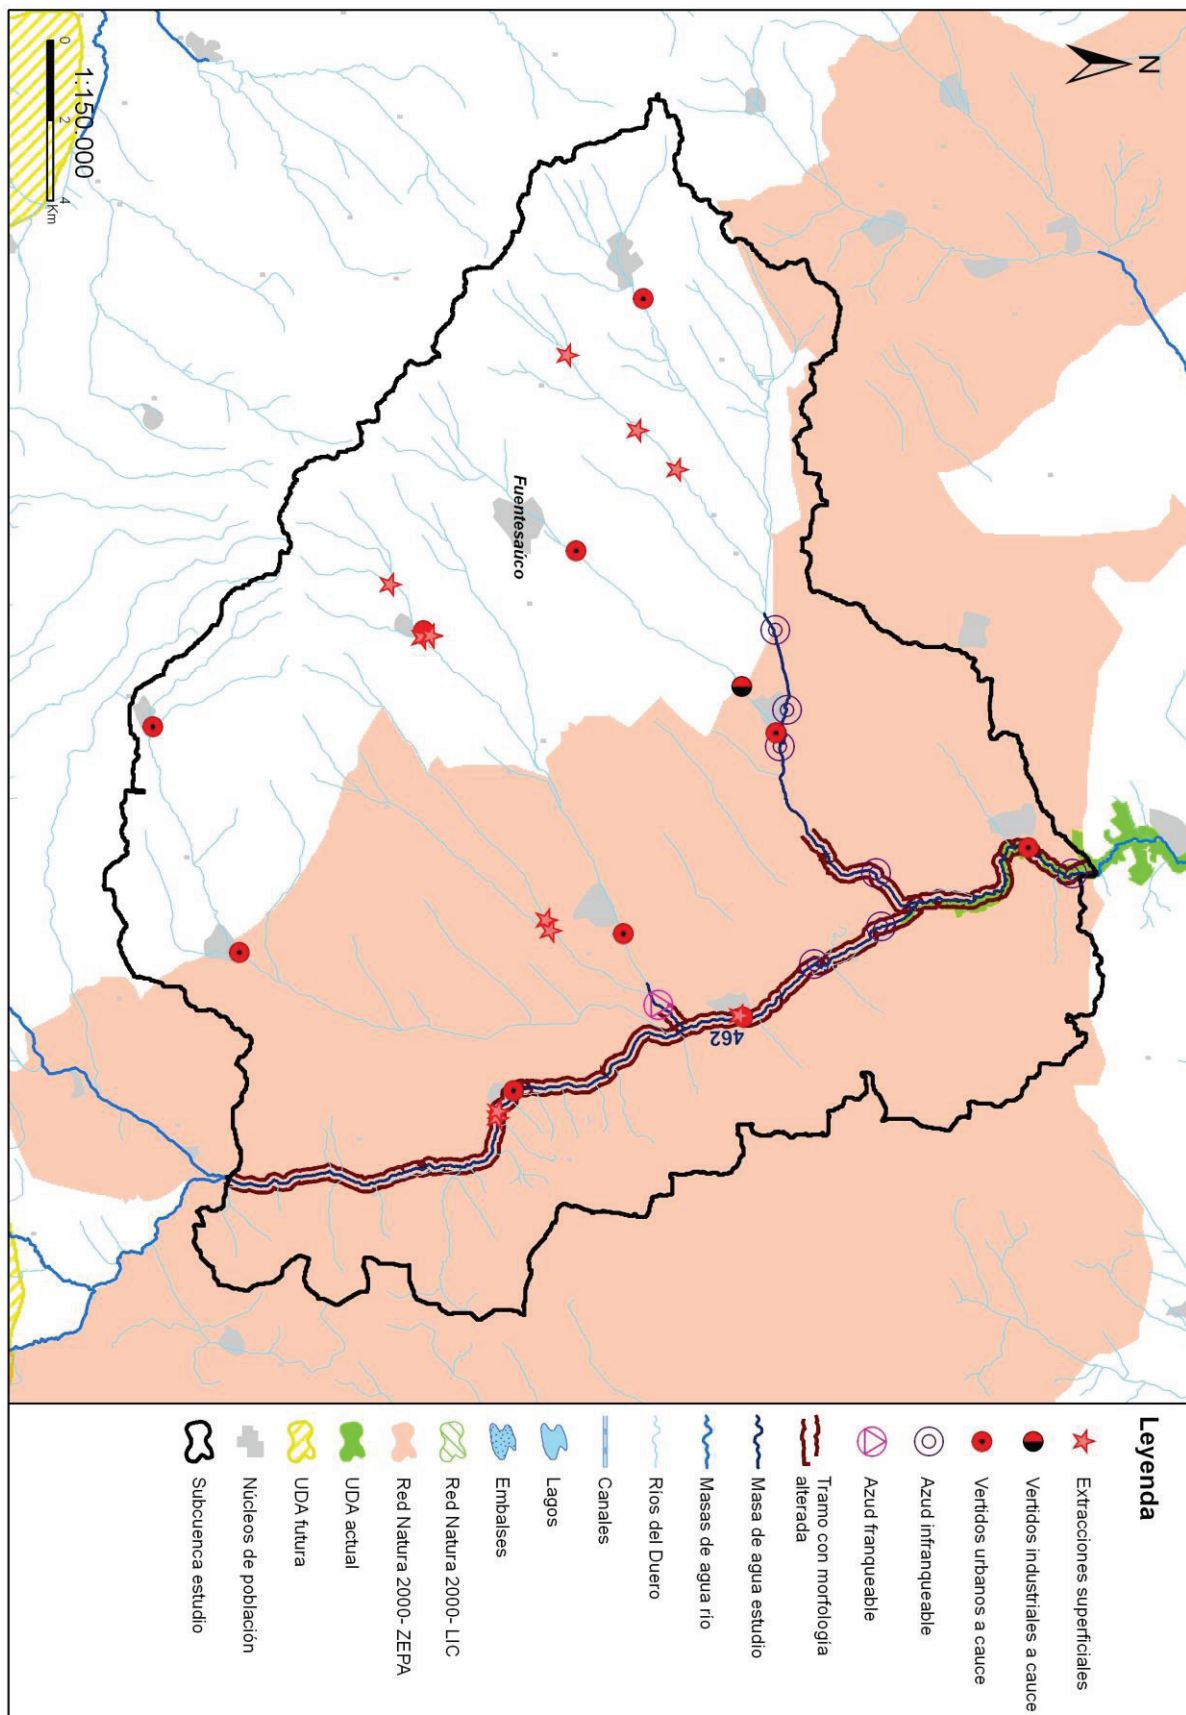 N
0
2
4
Km
1:150.000
Fuentesaúco
462
Leyenda
Extracciones superficiales
Vertidos industriales a cauce
Vertidos urbanos a cauce
Azud infranqueable
Azud franqueable
Tramo con morfología
alterada
Masa de agua estudio
Masas de agua río
Ríos del Duero
Canales
Lagos
Embalses
Red Natura 2000- LIC
Red Natura 2000- ZEPA
UDA actual
UDA futura
Núcleos de población
Subcuenca estudio